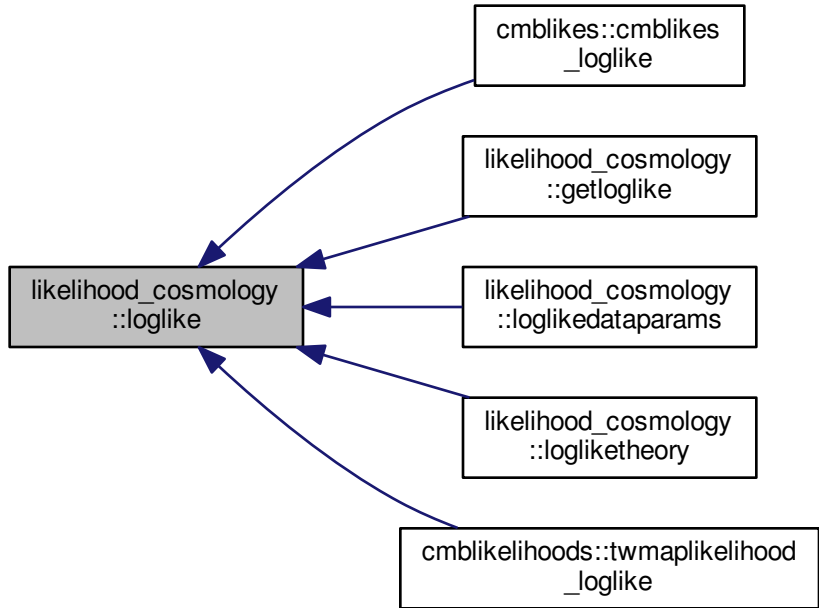 cmblikes::cmblikes
_loglike
likelihood_cosmology
::getloglike
likelihood_cosmology
::loglike
likelihood_cosmology
::loglikedataparams
likelihood_cosmology
::logliketheory
cmblikelihoods::twmaplikelihood
_loglike